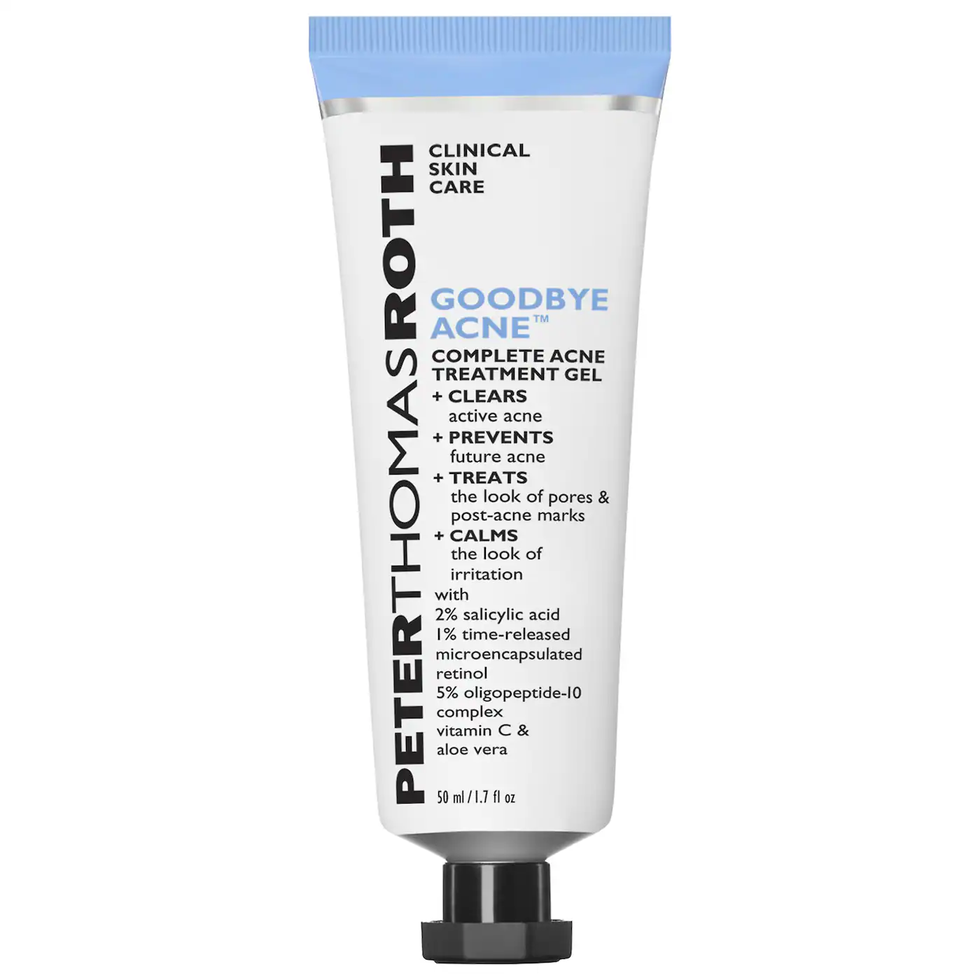 PETERTHOMASROTH
CLINICAL
SKIN
CARE
GOODBYE
ACNE™
COMPLETE ACNE
TREATMENT GEL
+ CLEARS
active acne
+ PREVENTS
future acne
+ TREATS
the look of pores &
post-acne marks
+ CALMS
the look of
irritation
with
2% salicylic acid
1% time-released
microencapsulated
retinol
5% oligopeptide-10
complex
vitamin C &
aloe vera
50 ml / 1.7 fl oz